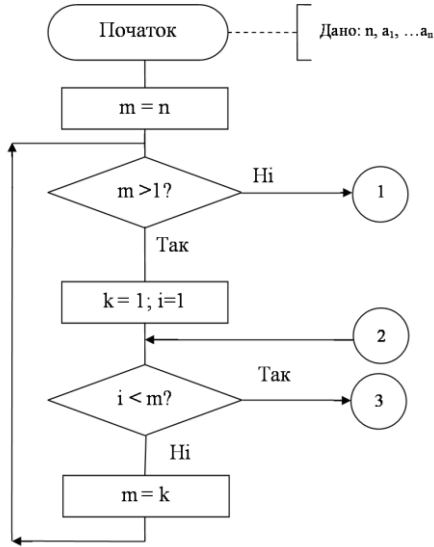 Початок
Дано: n, a₁, …aₙ
m = n
m >1?
Ні
1
Так
k = 1; i=1
2
i < m?
Так
3
Ні
m = k